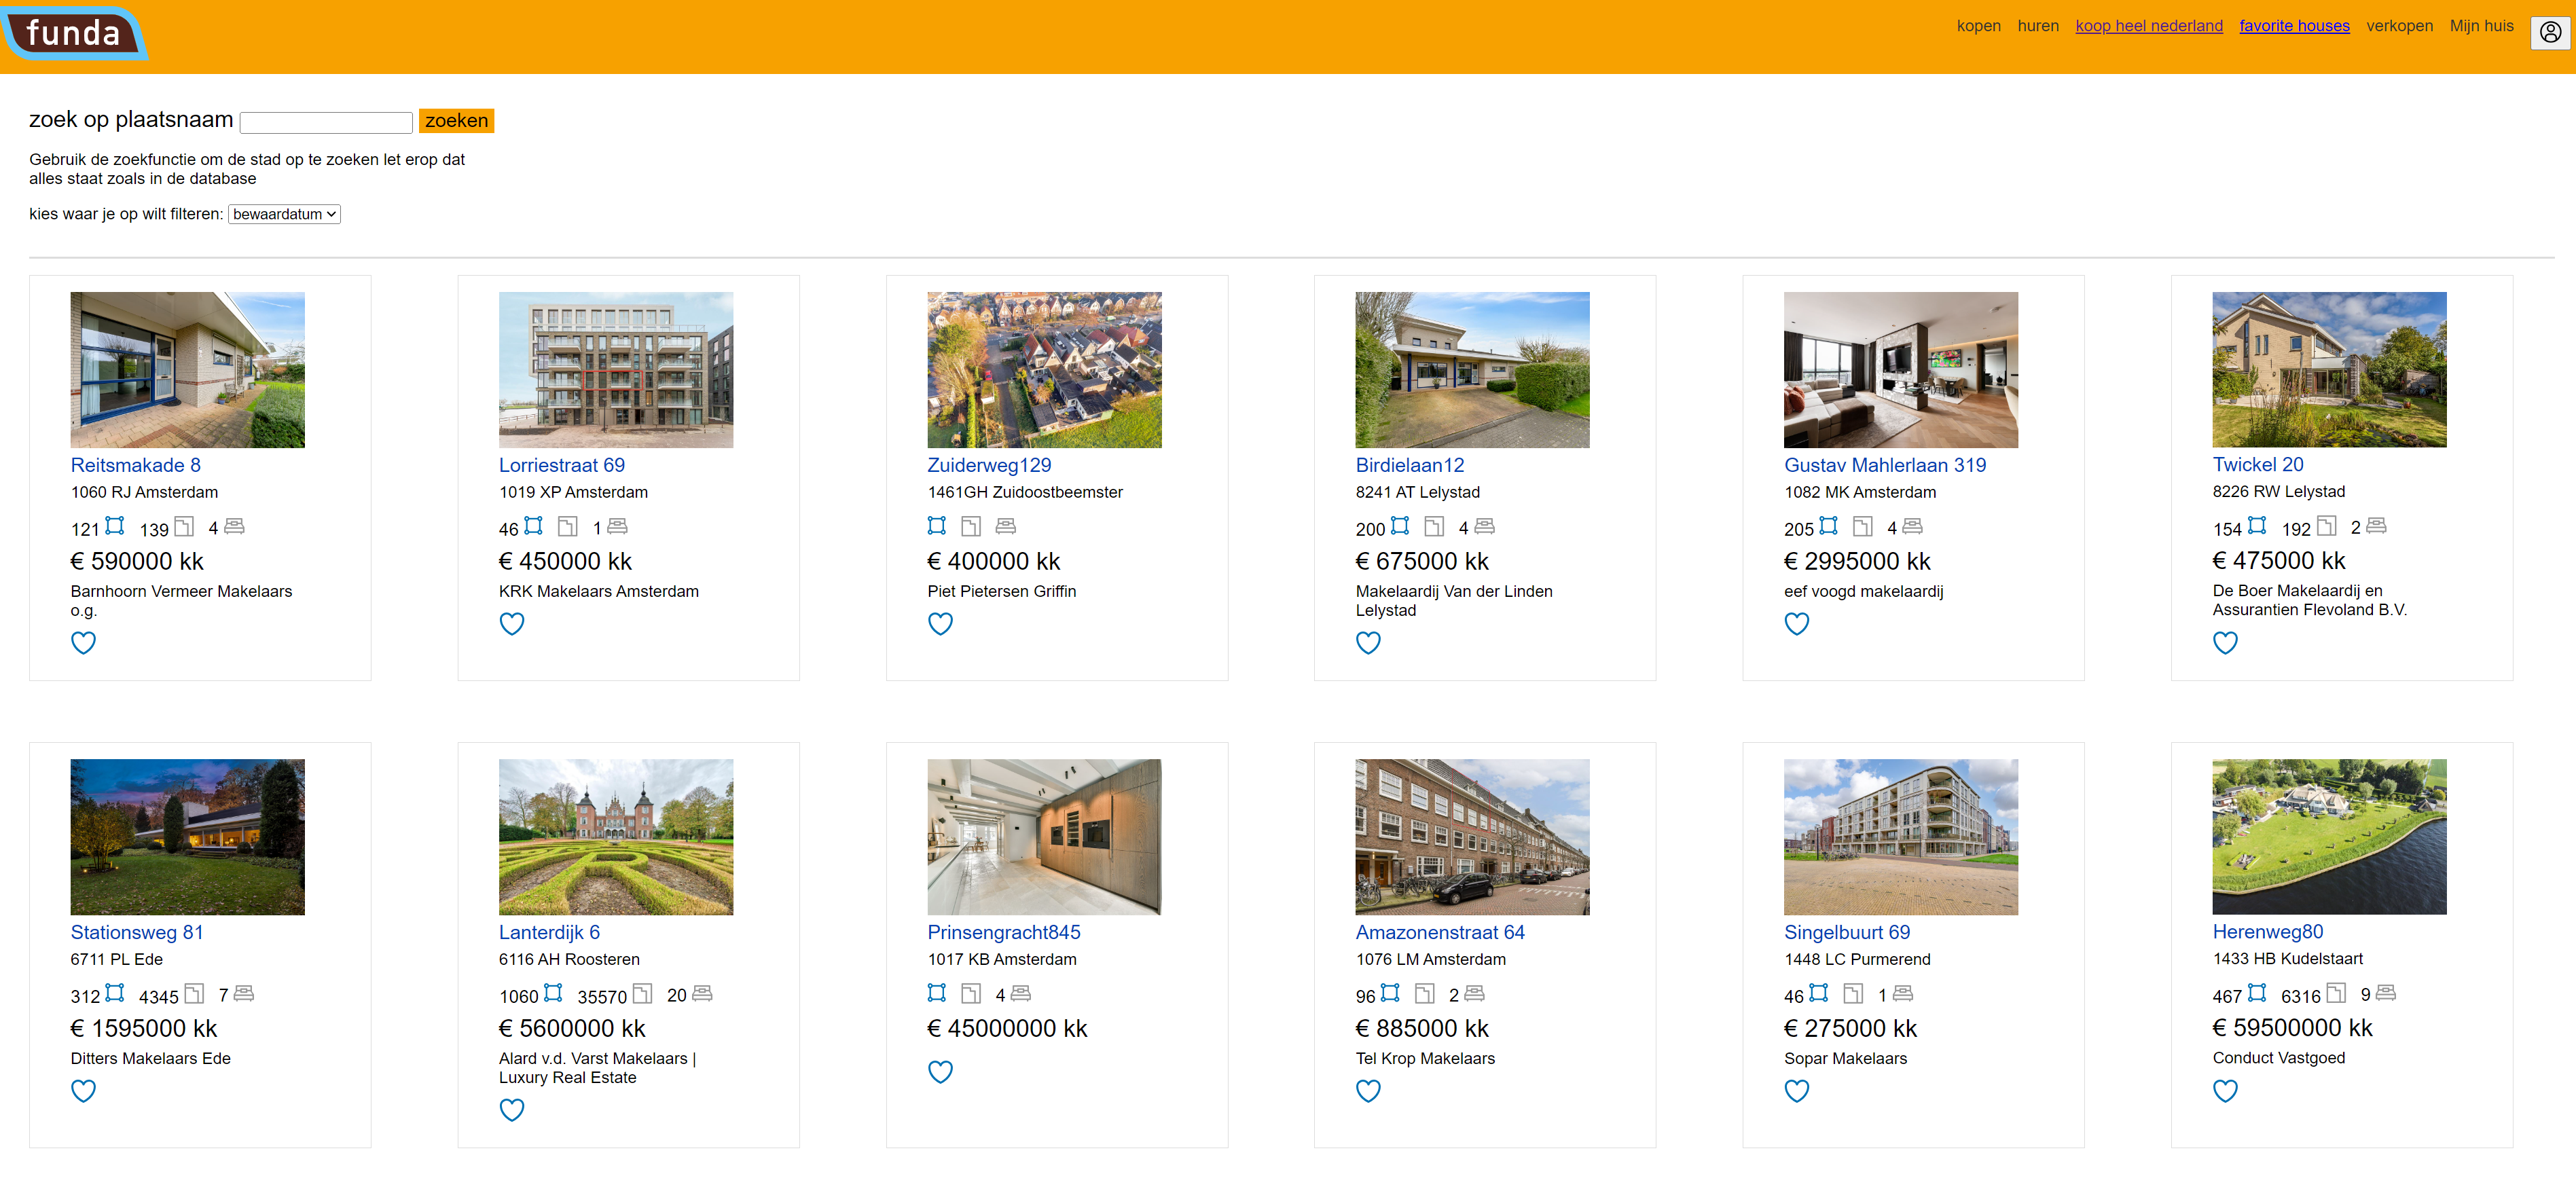 funda
kopen huren koop heel nederland favorite houses verkopen Mijn huis
zoek op plaatsnaam zoeken
Gebruik de zoekfunctie om de stad op te zoeken let erop dat
alles staat zoals in de database
kies waar je op wilt filteren: bewaardatum
Reitsmakade 8
1060 RJ Amsterdam
121 139 4
€ 590000 kk
Barnhoorn Vermeer Makelaars
o.g.
Lorriestraat 69
1019 XP Amsterdam
46 1
€ 450000 kk
KRK Makelaars Amsterdam
Zuiderweg129
1461GH Zuidoostbeemster
€ 400000 kk
Piet Pietersen Griffin
Birdielaan12
8241 AT Lelystad
200 4
€ 675000 kk
Makelaardij Van der Linden
Lelystad
Gustav Mahlerlaan 319
1082 MK Amsterdam
205 4
€ 2995000 kk
eef voogd makelaardij
Twickel 20
8226 RW Lelystad
154 192 2
€ 475000 kk
De Boer Makelaardij en
Assurantien Flevoland B.V.
Stationsweg 81
6711 PL Ede
312 4345 7
€ 1595000 kk
Ditters Makelaars Ede
Lanterdijk 6
6116 AH Roosteren
1060 35570 20
€ 5600000 kk
Alard v.d. Varst Makelaars |
Luxury Real Estate
Prinsengracht845
1017 KB Amsterdam
4
€ 45000000 kk
Amazonenstraat 64
1076 LM Amsterdam
96 2
€ 885000 kk
Tel Krop Makelaars
Singelbuurt 69
1448 LC Purmerend
46 1
€ 275000 kk
Sopar Makelaars
Herenweg80
1433 HB Kudelstaart
467 6316 9
€ 59500000 kk
Conduct Vastgoed